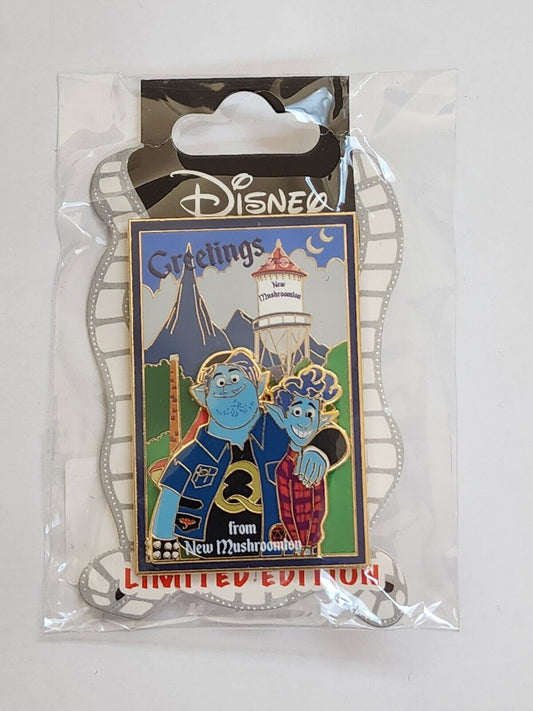 DISNEY
Greetings
New
Mushroomton
Q
from
New Mushroomton
LIMITED EDITION